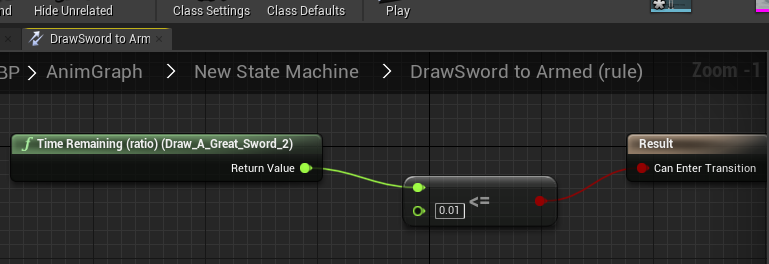 Hide Unrelated
Class Settings
Class Defaults
Play
DrawSword to Arm
BP > AnimGraph > New State Machine > DrawSword to Armed (rule)
Zoom -1
f Time Remaining (ratio) (Draw_A_Great_Sword_2)
Return Value
0.01
<=
Result
Can Enter Transition